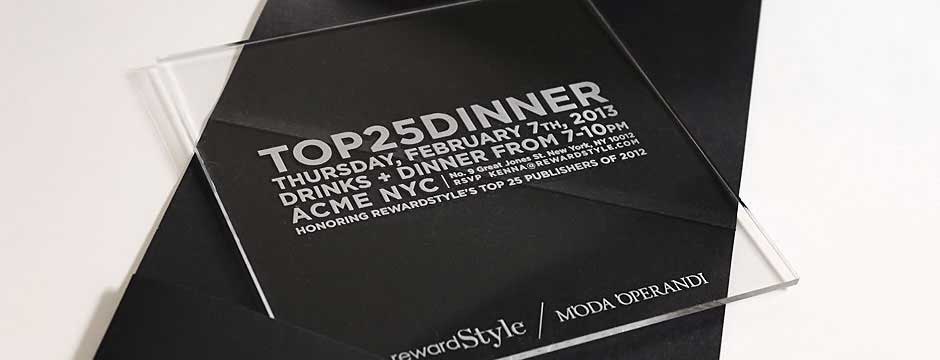 TOP25DINNER
THURSDAY, FEBRUARY 7TH, 2013
DRINKS + DINNER FROM 7-10PM
ACME NYC | No. 9 Great Jones St. New York, NY 10012
RSVP KENNA@REWARDSTYLE.COM
HONORING REWARDSTYLE'S TOP 25 PUBLISHERS OF 2012
rewardStyle / M'ODA 'OPERANDI